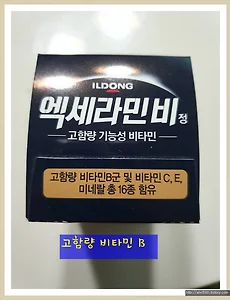 ILDONG
엑세라민 비 정
고함량 기능성 비타민
고함량 비타민B군 및 비타민 C, E,
미네랄 총 16종 함유
고함량 비타민 B